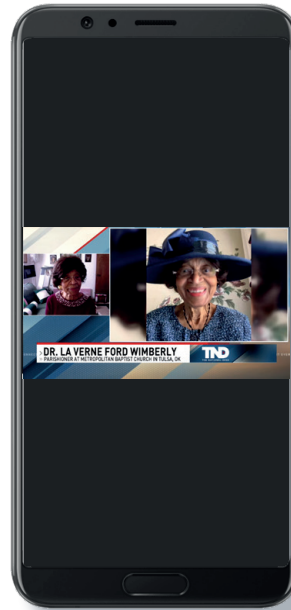 DR. LA VERNE FORD WIMBERLY
PARISHIONER AT METROPOLITAN BAPTIST CHURCH IN TULSA, OK
TND